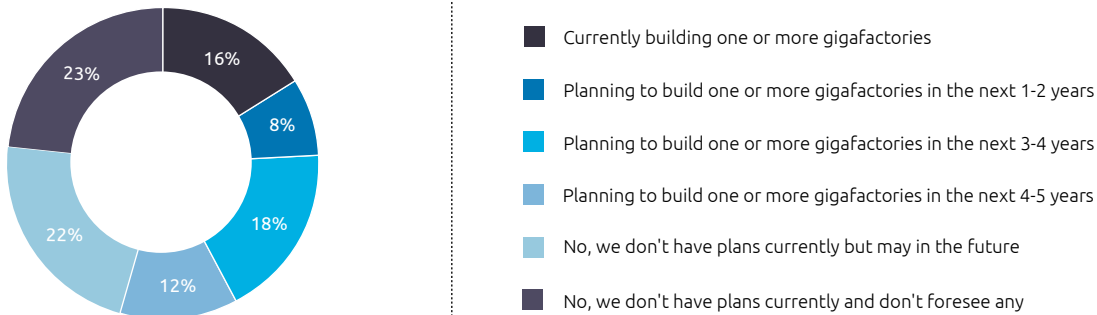 16%
8%
18%
12%
22%
23%
Currently building one or more gigafactories
Planning to build one or more gigafactories in the next 1-2 years
Planning to build one or more gigafactories in the next 3-4 years
Planning to build one or more gigafactories in the next 4-5 years
No, we don't have plans currently but may in the future
No, we don't have plans currently and don't foresee any